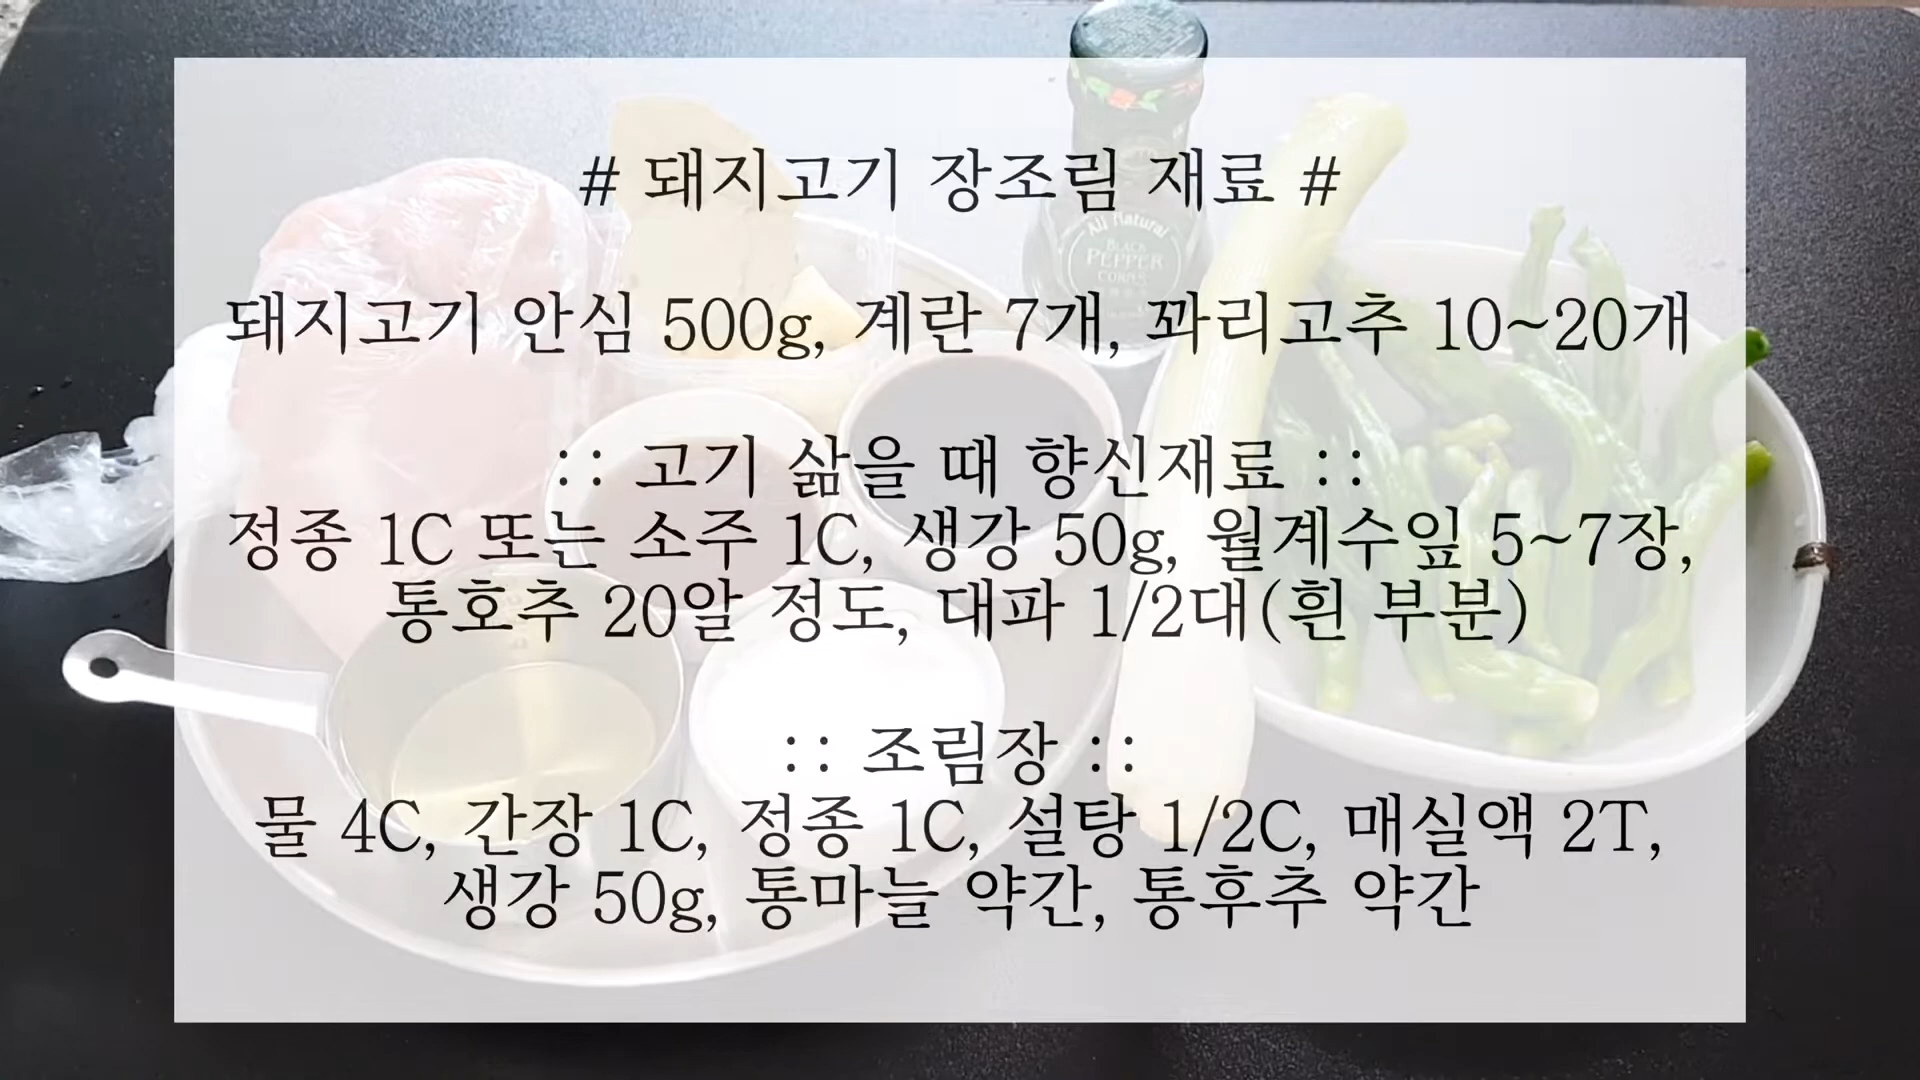 # 돼지고기 장조림 재료 #
돼지고기 안심 500g, 계란 7개, 꽈리고추 10~20개
:: 고기 삶을 때 향신재료 ::
정종 1C 또는 소주 1C, 생강 50g, 월계수잎 5~7장,
통호추 20알 정도, 대파 1/2대(흰 부분)
:: 조림장 ::
물 4C, 간장 1C, 정종 1C, 설탕 1/2C, 매실액 2T,
생강 50g, 통마늘 약간, 통후추 약간
All Natural
BLACK
PEPPER
CORNS